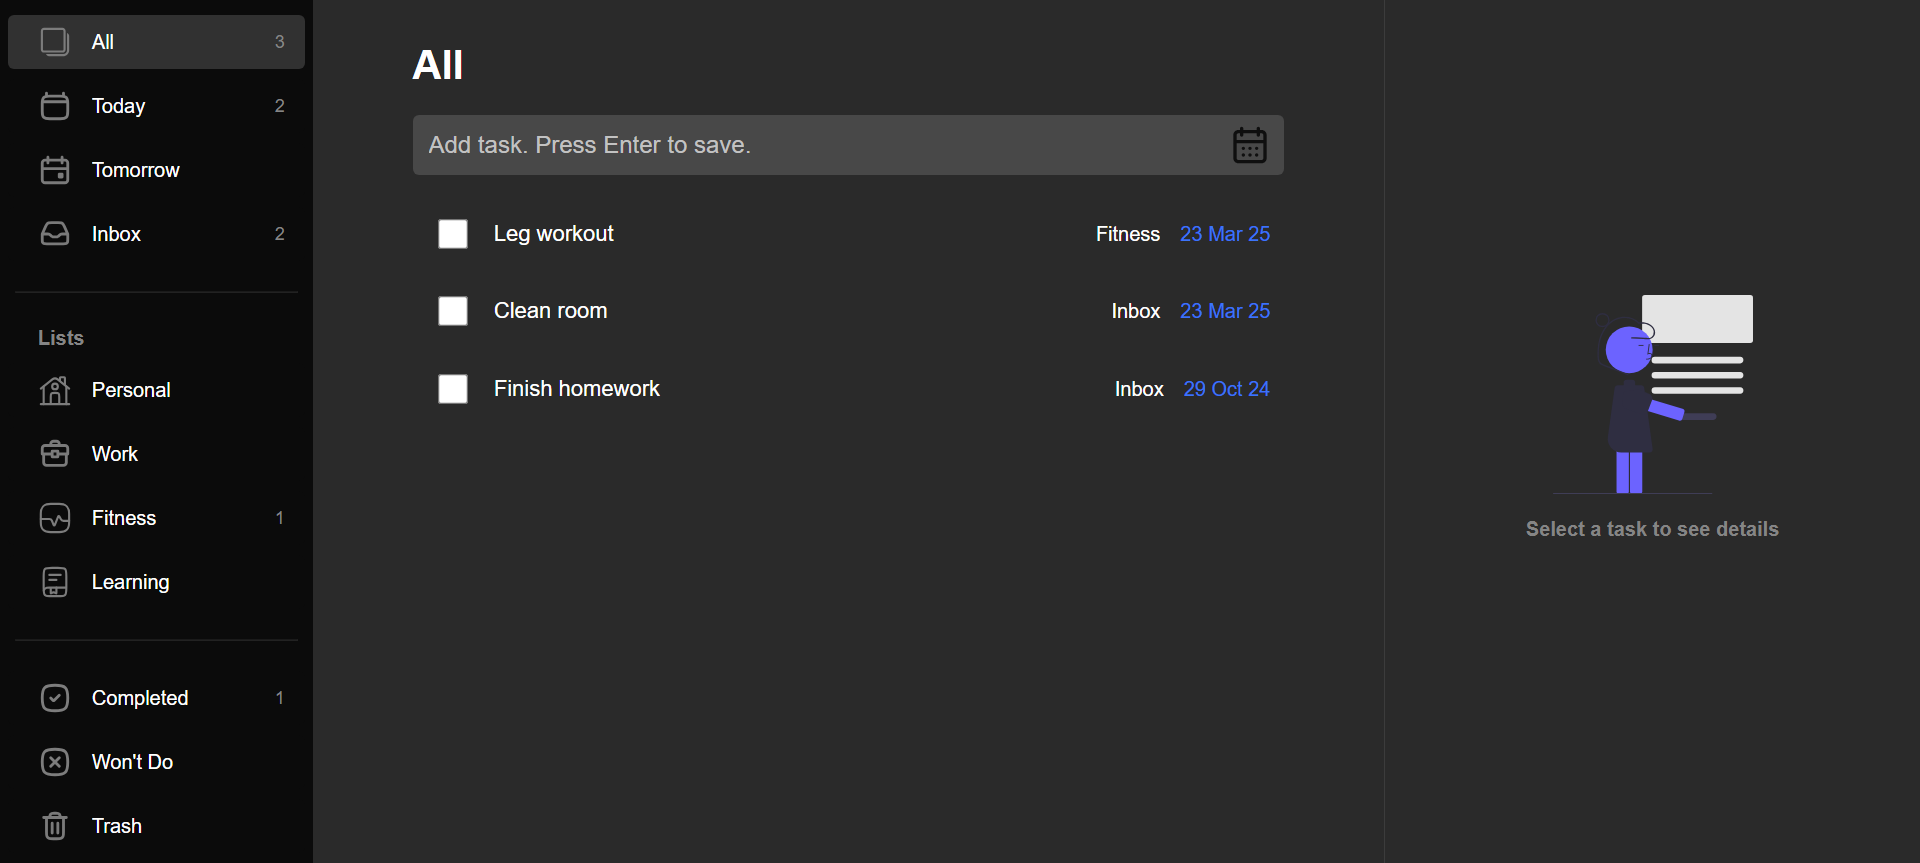 All 3
Today 2
Tomorrow
Inbox 2
Lists
Personal
Work
Fitness 1
Learning
Completed 1
Won't Do
Trash
All
Add task. Press Enter to save.
Leg workout Fitness 23 Mar 25
Clean room Inbox 23 Mar 25
Finish homework Inbox 29 Oct 24
Select a task to see details